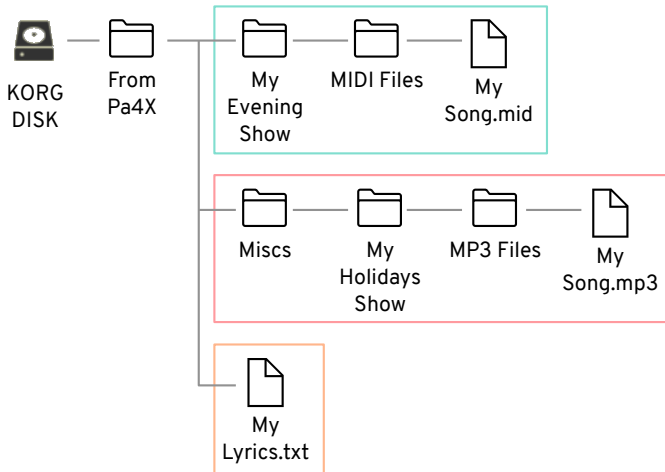 KORG
DISK
From
Pa4X
My
Evening
Show
MIDI Files
My
Song.mid
Miscs
My
Holidays
Show
MP3 Files
My
Song.mp3
My
Lyrics.txt